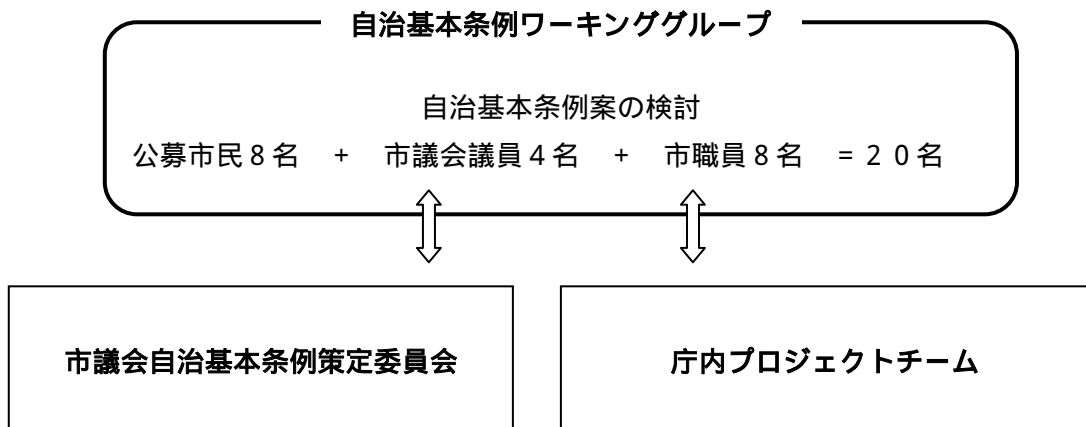 自治基本条例ワーキンググループ
自治基本条例案の検討
公募市民８名　+　市議会議員４名　+　市職員８名　=２０名
市議会自治基本条例策定委員会
庁内プロジェクトチーム